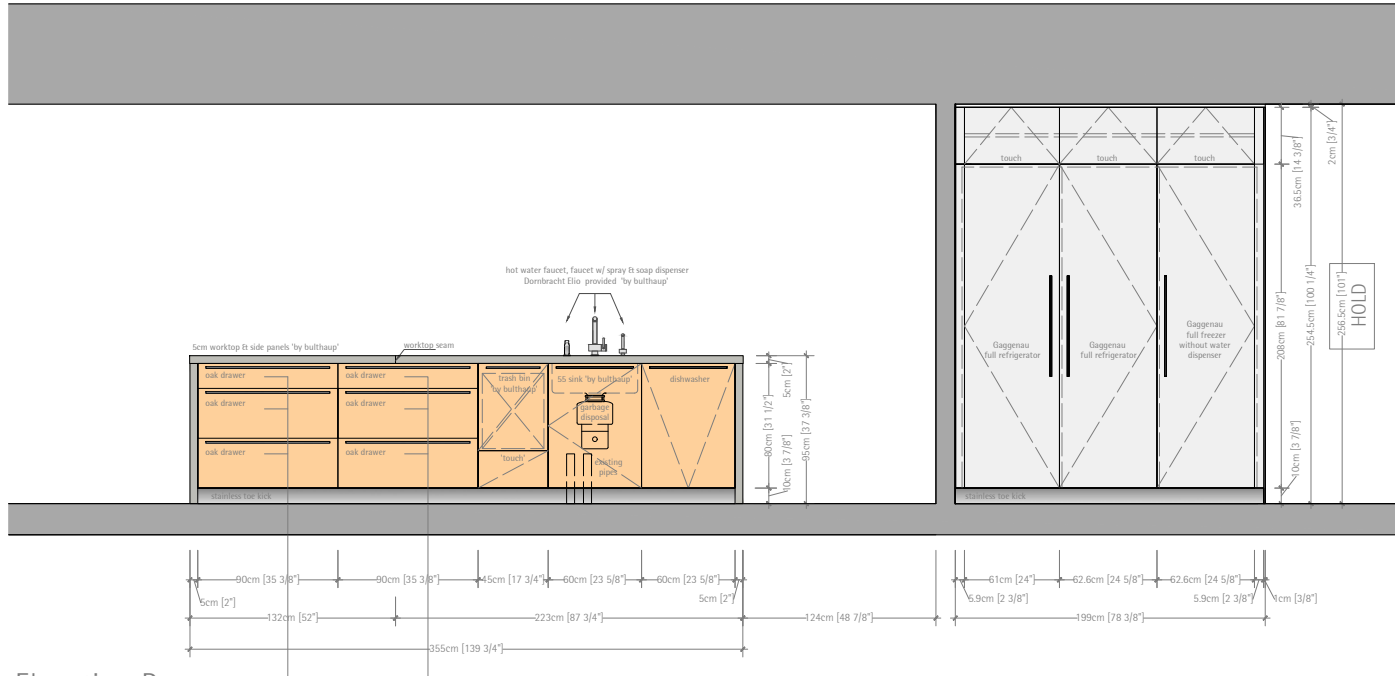 touch
touch
touch
36.5cm [14 3/8"]
2cm [3/4"]
hot water faucet, faucet w/ spray & soap dispenser
Dornbracht Elio  provided  'by bulthaup'
254.5cm [100 1/4"]
256.5cm [101"]
HOLD
208cm [81 7/8"]
Gaggenau
full refrigerator
Gaggenau
full refrigerator
Gaggenau
full freezer
without water
dispenser
5cm worktop & side panels 'by bulthaup'
worktop seam
oak drawer
oak drawer
trash bin
by bulthaup'
SS sink 'by bulthaup'
dishwasher
5cm [2"]
oak drawer
oak drawer
garbage
disposal
80cm [31 1/2"]
95cm [37 3/8"]
oak drawer
oak drawer
'touch'
existing
pipes
10cm [3 7/8"]
10cm [3 7/8"]
stainless toe kick
stainless toe kick
90cm [35 3/8"]
90cm [35 3/8"]
45cm [17 3/4"]
60cm [23 5/8"]
60cm [23 5/8"]
61cm [24"]
62.6cm [24 5/8"]
62.6cm [24 5/8"]
5cm [2"]
5cm [2"]
5.9cm [2 3/8"]
5.9cm [2 3/8"]
1cm [3/8"]
132cm [52"]
223cm [87 3/4"]
124cm [48 7/8"]
199cm [78 3/8"]
355cm [139 3/4"]